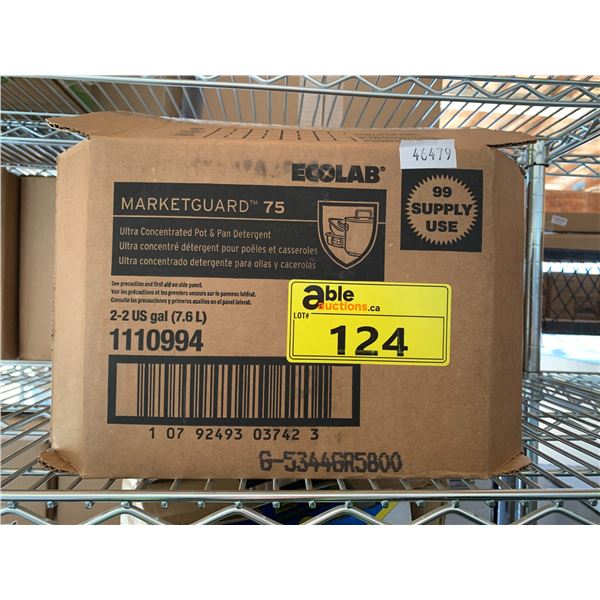 46479
ECOLAB®
99
SUPPLY
USE
MARKETGUARD™ 75
Ultra Concentrated Pot & Pan Detergent
Ultra concentré détergent pour poêles et casseroles
Ultra concentrado detergente para ollas y cacerolas
See precaution and first aid on side panel.
Voir les précautions et les premiers secours sur le panneau latéral.
Consulte las precauciones y primeros auxilios en el panel lateral.
2-2 US gal (7.6 L)
1110994
able
auctions.ca
LOT#
124
1 07 92493 03742 3
G-5344GR5800